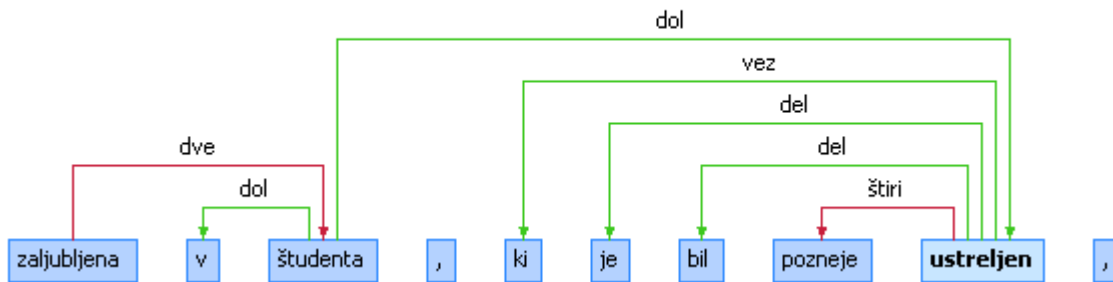 dol
vez
del
dve del
dol štiri
zaljubljena v študenta , ki je bil pozneje ustreljen ,